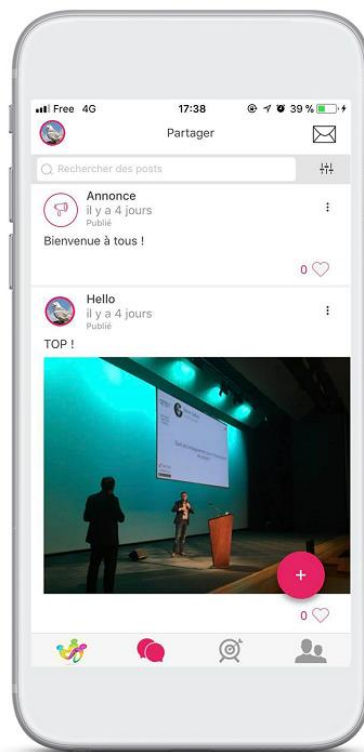 Free 4G 17:38 39 %
Partager
Rechercher des posts
Annonce
il y a 4 jours
Publié
Bienvenue à tous !
0
Hello
il y a 4 jours
Publié
TOP !
+
0